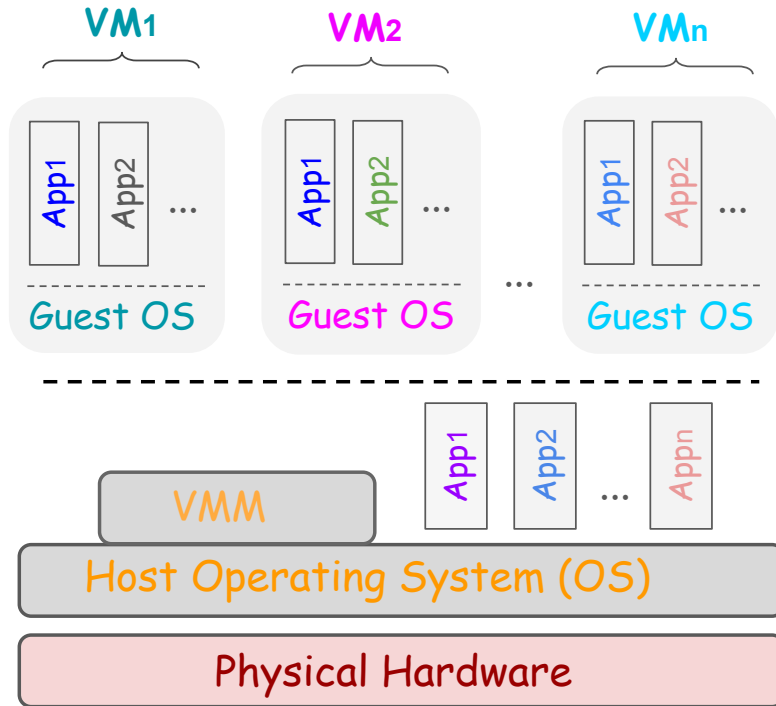 VM1 VM2 VMn
App1 App2 ... App1 App2 ... App1 App2 ...
...
Guest OS Guest OS Guest OS
App1 App2 ... Appn
VMM
Host Operating System (OS)
Physical Hardware